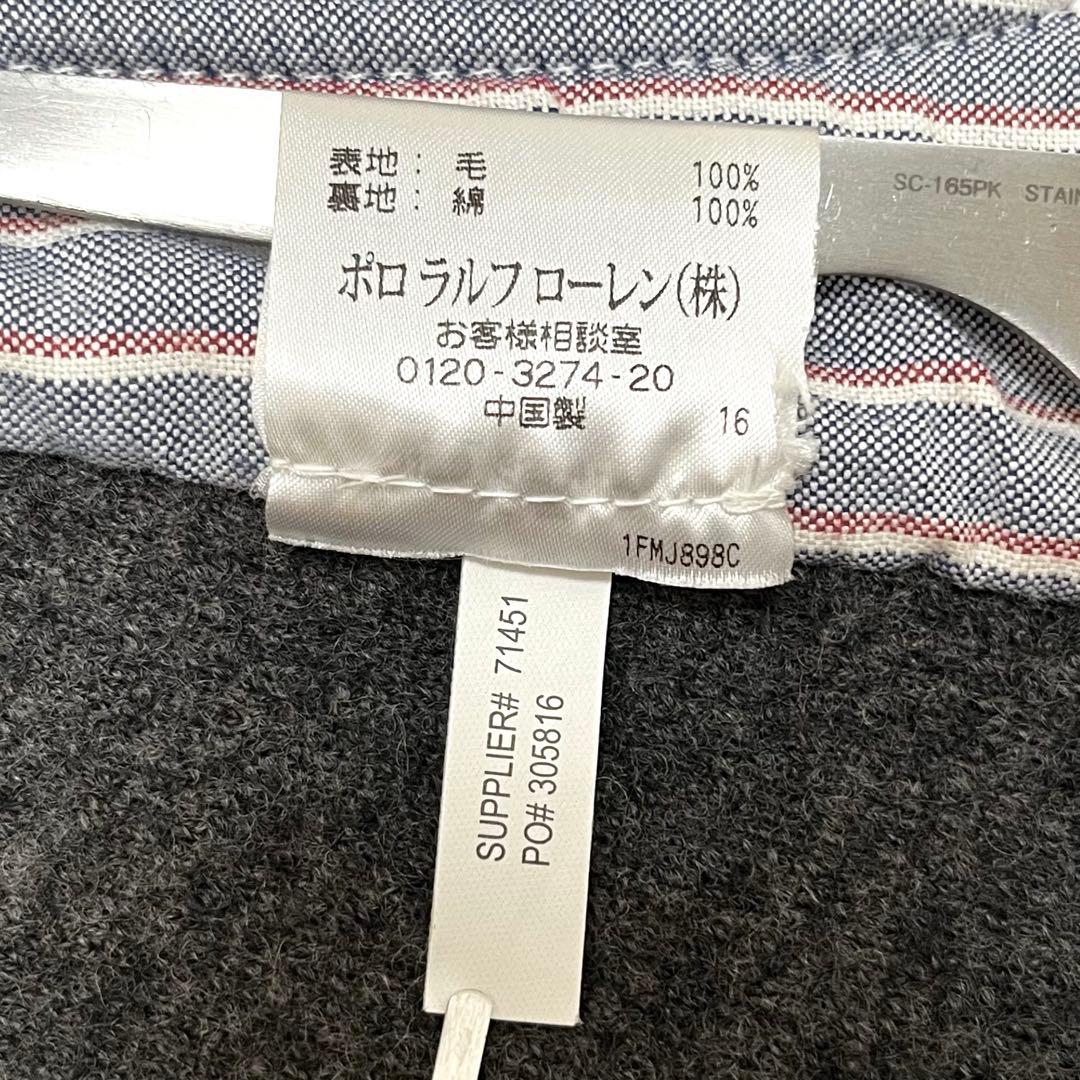 表地： 毛 100%
裏地： 綿 100%
ポロ ラルフ ローレン(株)
お客様相談室
0120-3274-20
中国製 16
1FMJ898C
SUPPLIER# 71451
PO# 305816
SC-165PK